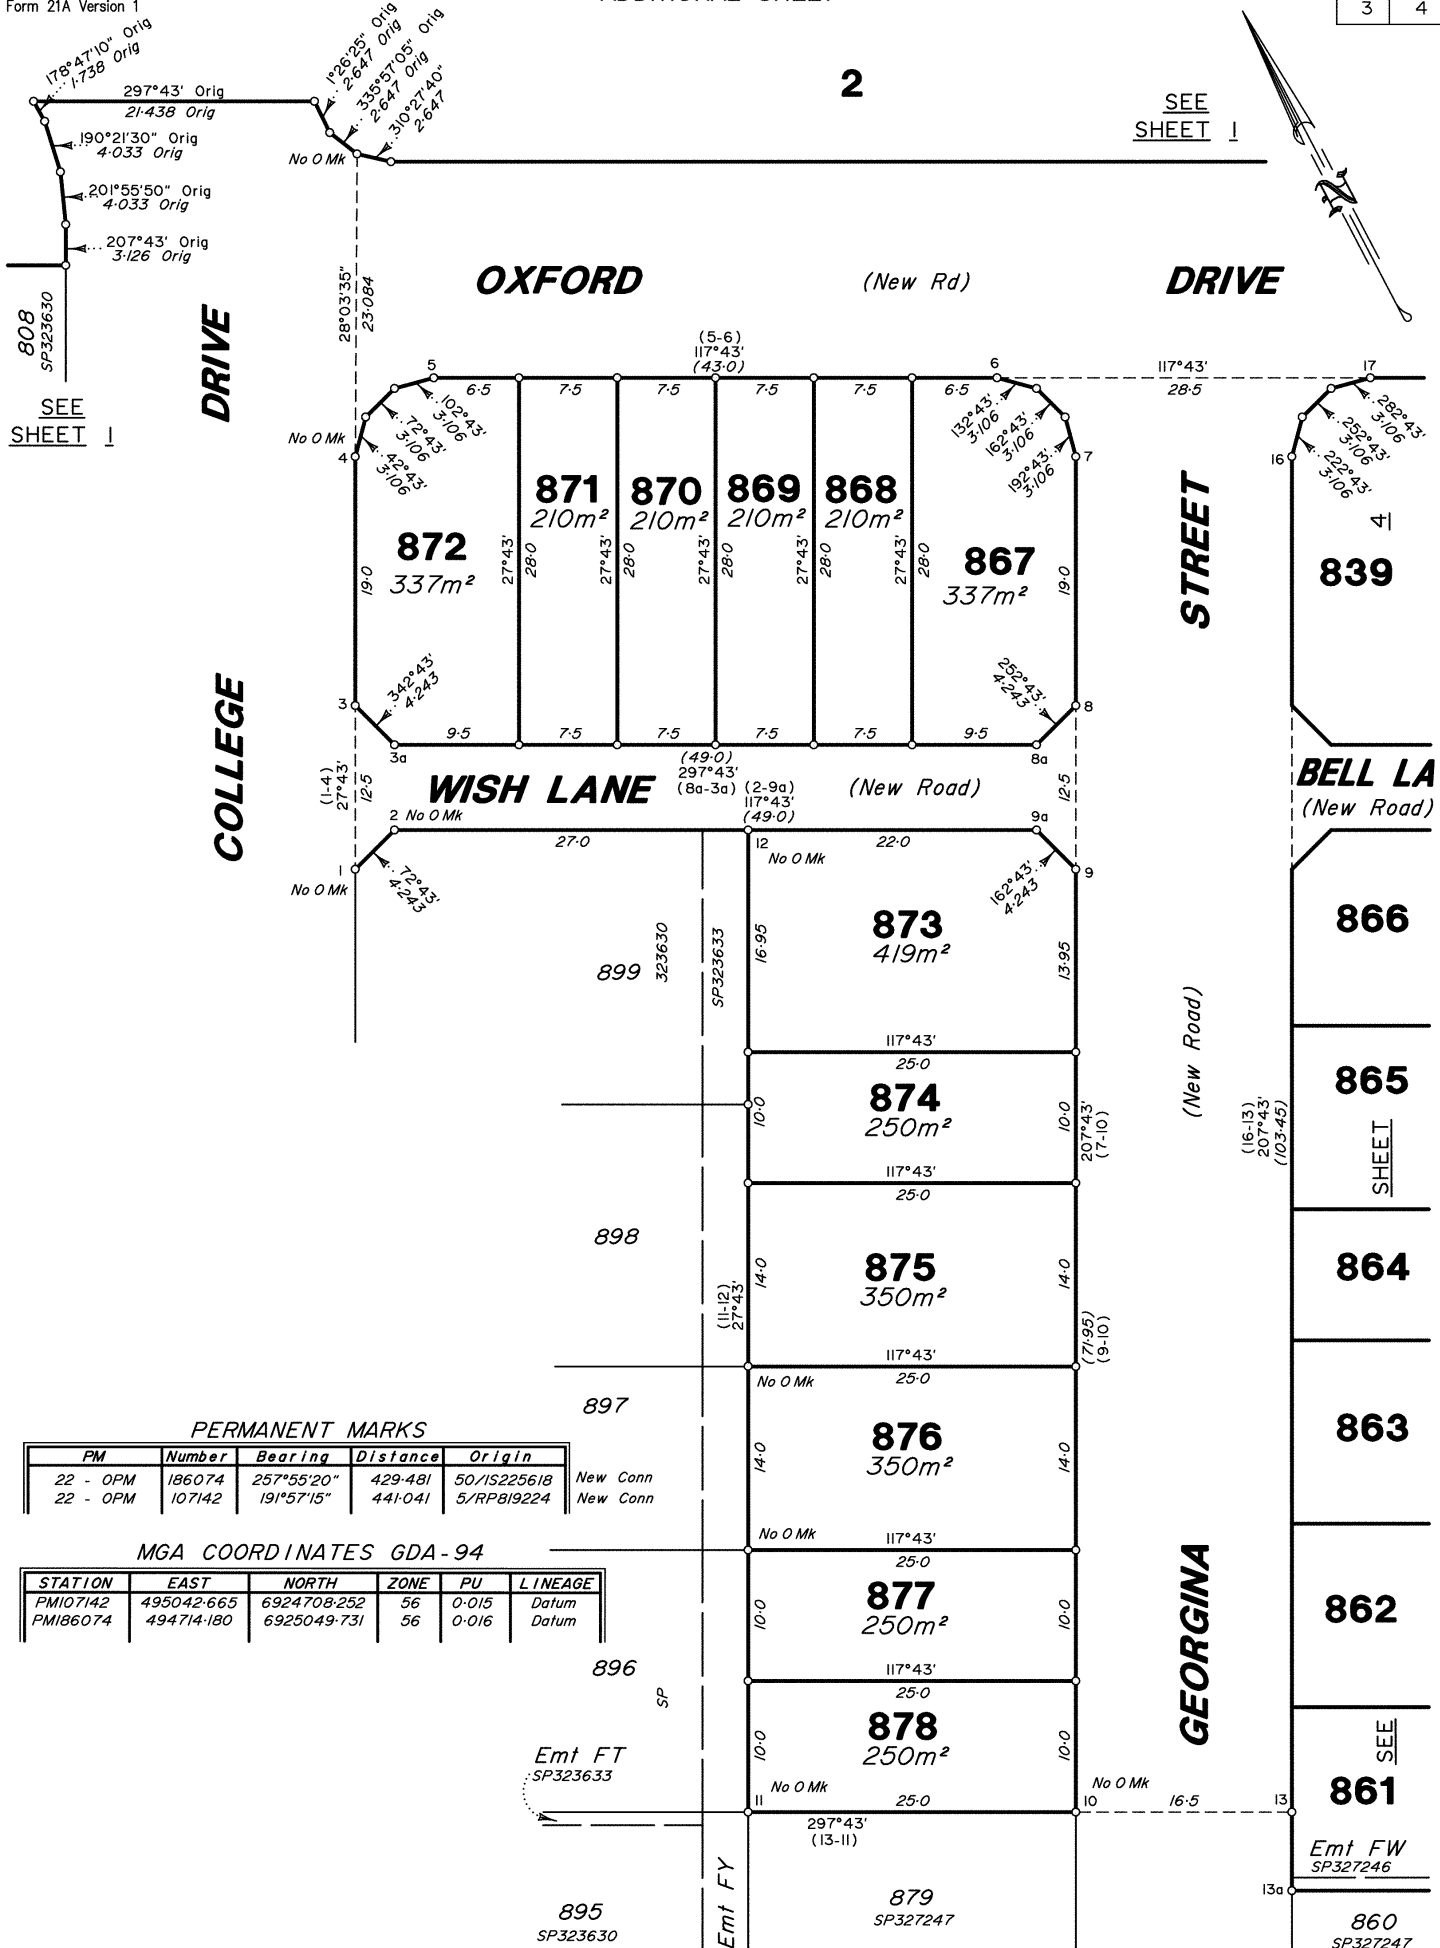 Form 21A Version 1
ADDITIONAL SHEET
3 4
178°47'10" Orig
1·738 Orig
297°43' Orig
21·438 Orig
190°21'30" Orig
4·033 Orig
201°55'50" Orig
4·033 Orig
207°43' Orig
3·126 Orig
1°26'25" Orig
2·647 Orig
335°57'05" Orig
2·647 Orig
310°27'40"
2·647
No O Mk
2
SEE
SHEET 1
N
808
SP323630
SEE
SHEET 1
28°03'35"
23·084
OXFORD (New Rd) DRIVE
COLLEGE DRIVE
(5-6)
117°43'
(43·0)
5 6·5 7·5 7·5 7·5 7·5 6·5 6
117°43'
28·5
17
102°43'
3·106
72°43'
3·106
42°43'
3·106
No O Mk
4
132°43'
3·106
162°43'
3·106
192°43'
3·106
7
282°43'
3·106
252°43'
3·106
222°43'
3·106
16
872
337m²
871
210m²
870
210m²
869
210m²
868
210m²
867
337m²
27°43'
28·0
28·0
27°43'
28·0
28·0
27°43'
28·0
19·0
19·0
4
839
STREET
3
342°43'
4·243
3a
252°43'
4·243
8
8a
9·5 7·5 7·5 7·5 7·5 9·5
(49·0)
297°43'
(8a-3a) (2-9a)
117°43'
(49·0)
(1-4)
27°43'
12·5
WISH LANE (New Road)
12·5
BELL LA
(New Road)
2 No O Mk
27·0
12
No O Mk
22·0
9a
9
1
No O Mk
72°43'
4·243
162°43'
4·243
899
323630
SP323633
16·95
873
419m²
13·95
866
117°43'
25·0
10·0
874
250m²
10·0
207°43'
(7-10)
(New Road)
(16-13)
207°43'
(103·45)
865
SHEET
117°43'
25·0
898
14·0
875
350m²
14·0
864
(11-12)
27°43'
(71·95)
(9-10)
117°43'
25·0
No O Mk
897
14·0
876
350m²
14·0
863
PERMANENT MARKS
PM Number Bearing Distance Origin
22 - OPM 186074 257°55'20" 429·481 50/IS225618 New Conn
22 - OPM 107142 191°57'15" 441·041 5/RP819224 New Conn
No O Mk
117°43'
25·0
MGA COORDINATES GDA-94
STATION EAST NORTH ZONE PU LINEAGE
PM107142 495042·665 6924708·252 56 0·015 Datum
PM186074 494714·180 6925049·731 56 0·016 Datum
10·0
877
250m²
10·0
GEORGINA
862
896
SP
117°43'
25·0
10·0
878
250m²
10·0
SEE
861
Emt FT
SP323633
No O Mk
11
25·0
No O Mk
10
16·5
13
297°43'
(13-11)
Emt FW
SP327246
13a
Emt FY
895
SP323630
879
SP327247
860
SP327247